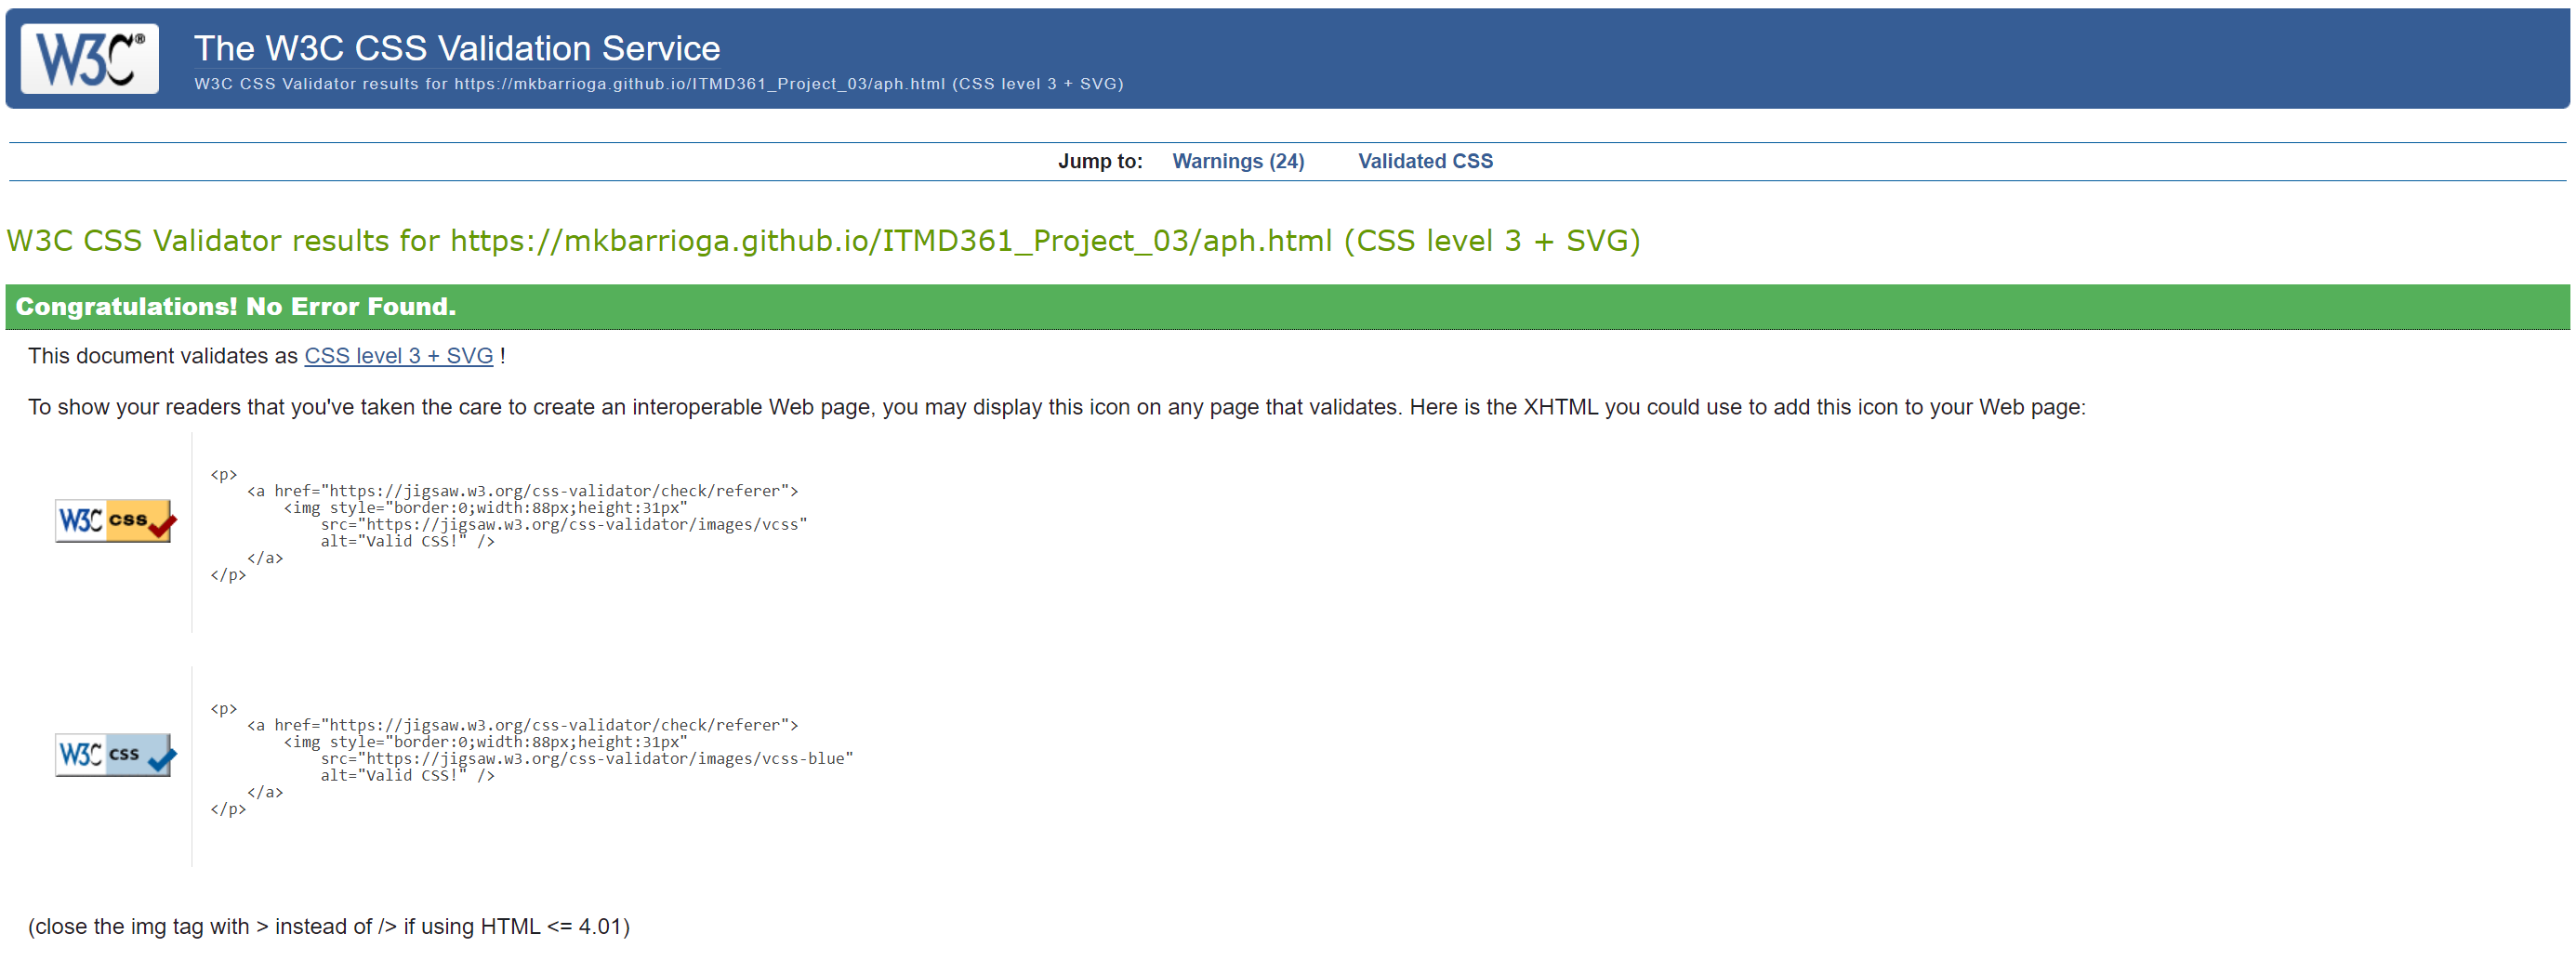 W3C®
The W3C CSS Validation Service
W3C CSS Validator results for https://mkbarrioga.github.io/ITMD361_Project_03/aph.html (CSS level 3 + SVG)
Jump to: Warnings (24) Validated CSS
W3C CSS Validator results for https://mkbarrioga.github.io/ITMD361_Project_03/aph.html (CSS level 3 + SVG)
Congratulations! No Error Found.
This document validates as CSS level 3 + SVG !
To show your readers that you've taken the care to create an interoperable Web page, you may display this icon on any page that validates. Here is the XHTML you could use to add this icon to your Web page:
W3C css
<p>
<a href="https://jigsaw.w3.org/css-validator/check/referer">
<img style="border:0;width:88px;height:31px"
src="https://jigsaw.w3.org/css-validator/images/vcss"
alt="Valid CSS!" />
</a>
</p>
W3C css
<p>
<a href="https://jigsaw.w3.org/css-validator/check/referer">
<img style="border:0;width:88px;height:31px"
src="https://jigsaw.w3.org/css-validator/images/vcss-blue"
alt="Valid CSS!" />
</a>
</p>
(close the img tag with > instead of /> if using HTML <= 4.01)